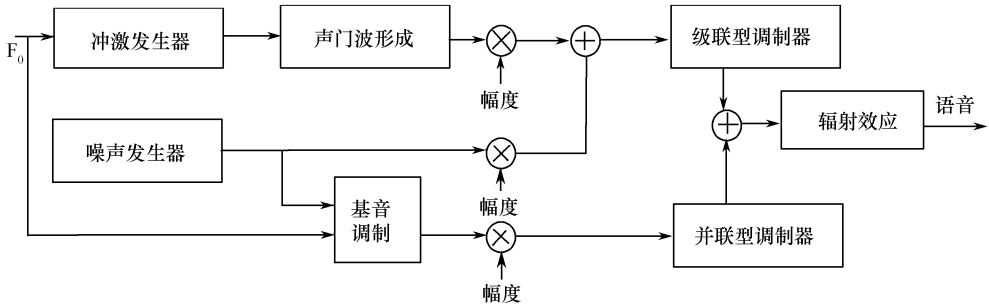 F₀
冲激发生器
声门波形成
幅度
级联型调制器
噪声发生器
幅度
辐射效应
语音
基音
调制
幅度
并联型调制器